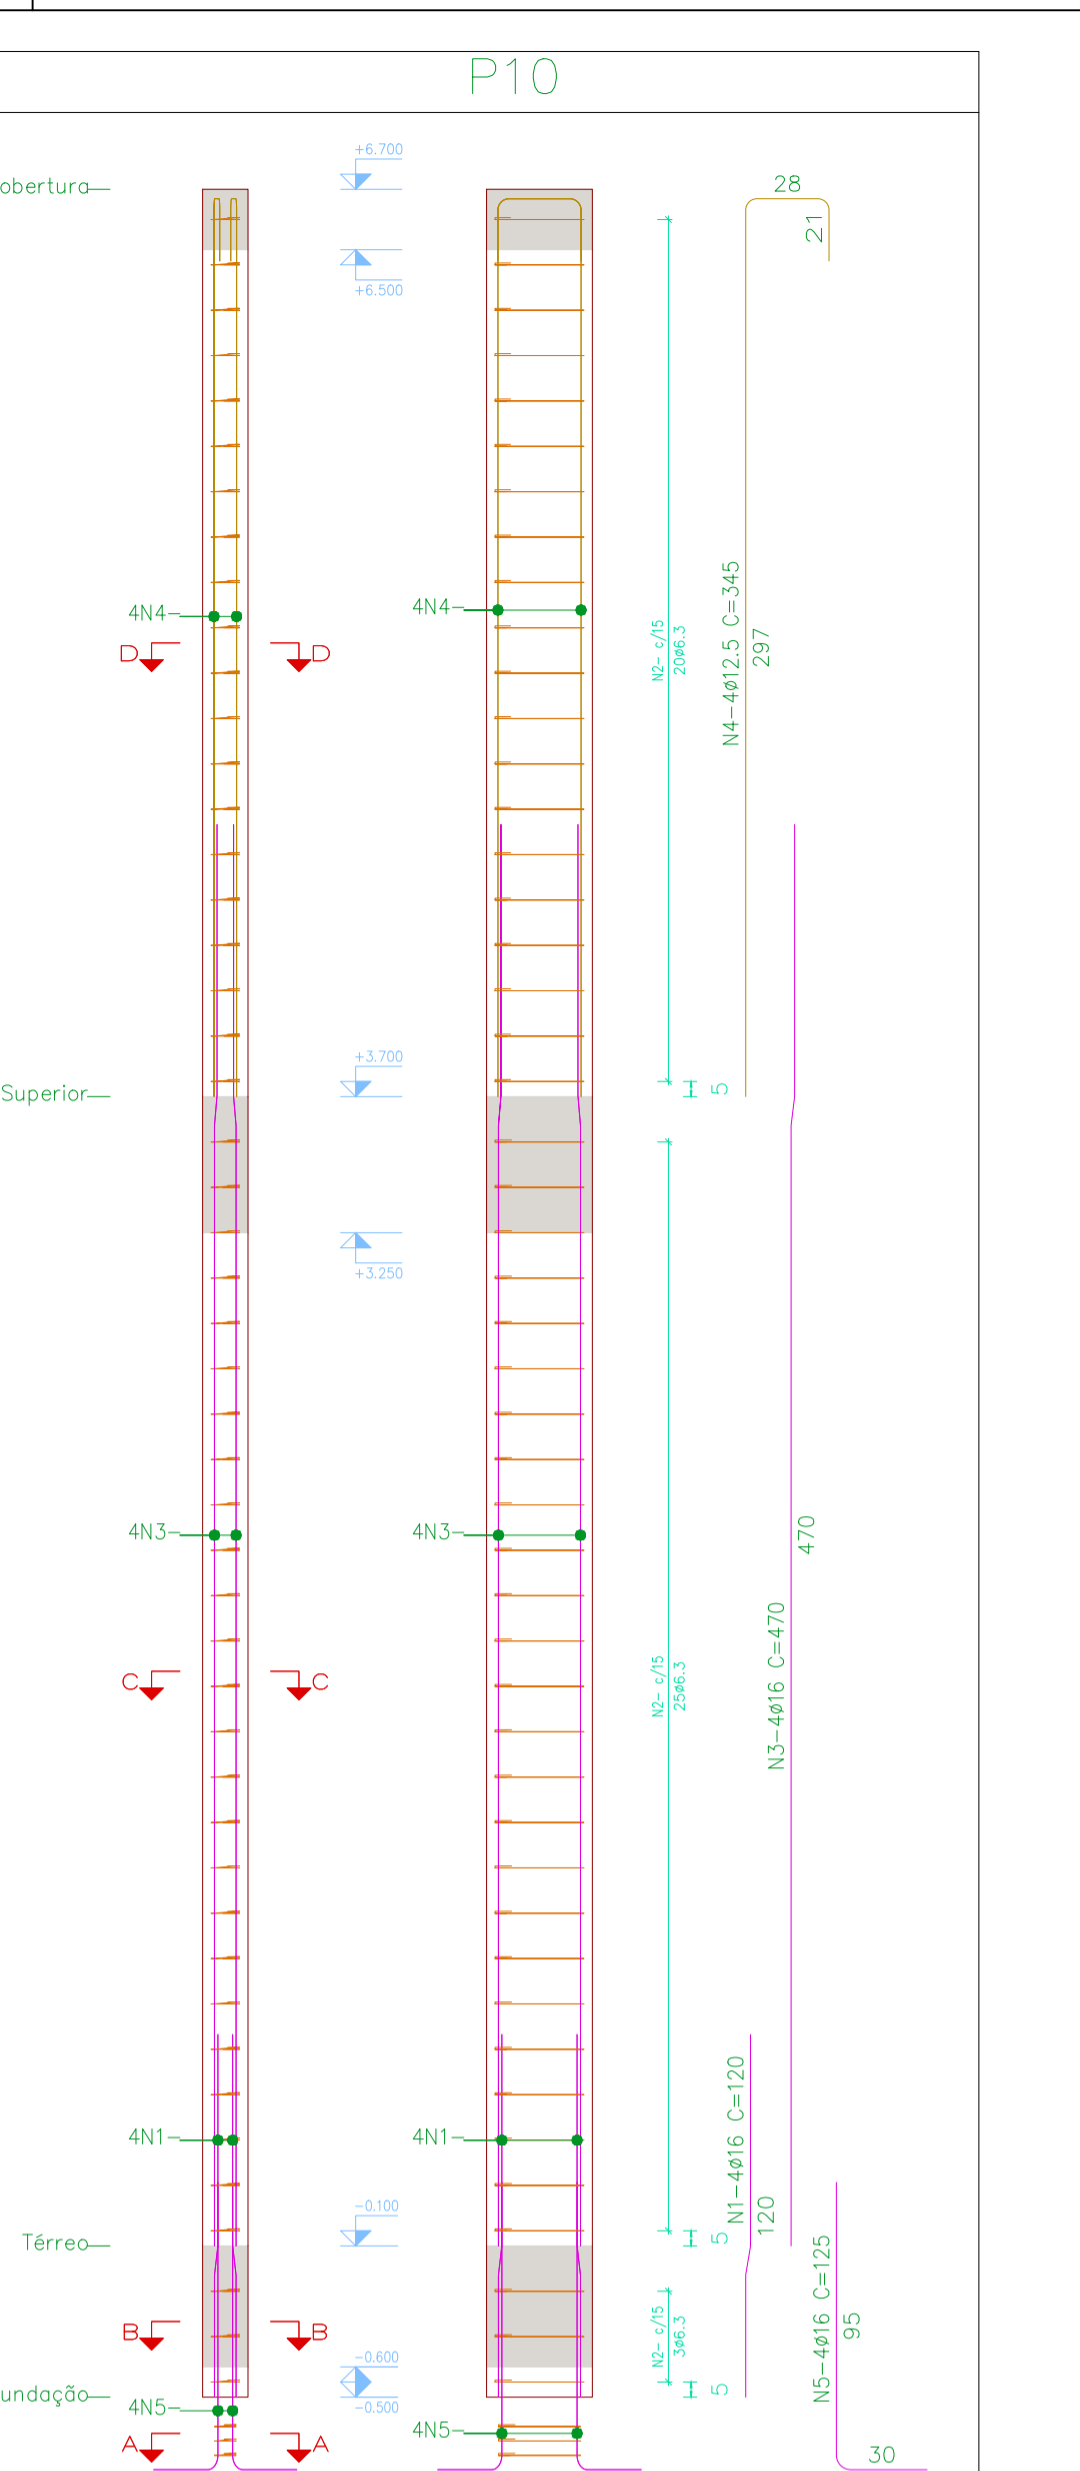 P10
obertura
+6.700
28
21
+6.500
4N4
4N4
D D
N2- c/15
20ø6.3
N4-4ø12.5 C=345
297
Superior
+3.700
5
+3.250
4N3
4N3
C C
N2- c/15
25ø6.3
N3-4ø16 C=470
470
4N1
4N1
N1-4ø16 C=120
120
Térreo
-0.100
5
B B
N2- c/15
3ø6.3
N5-4ø16 C=125
95
-0.600
undação
-0.500
5
4N5
4N5
A A
30